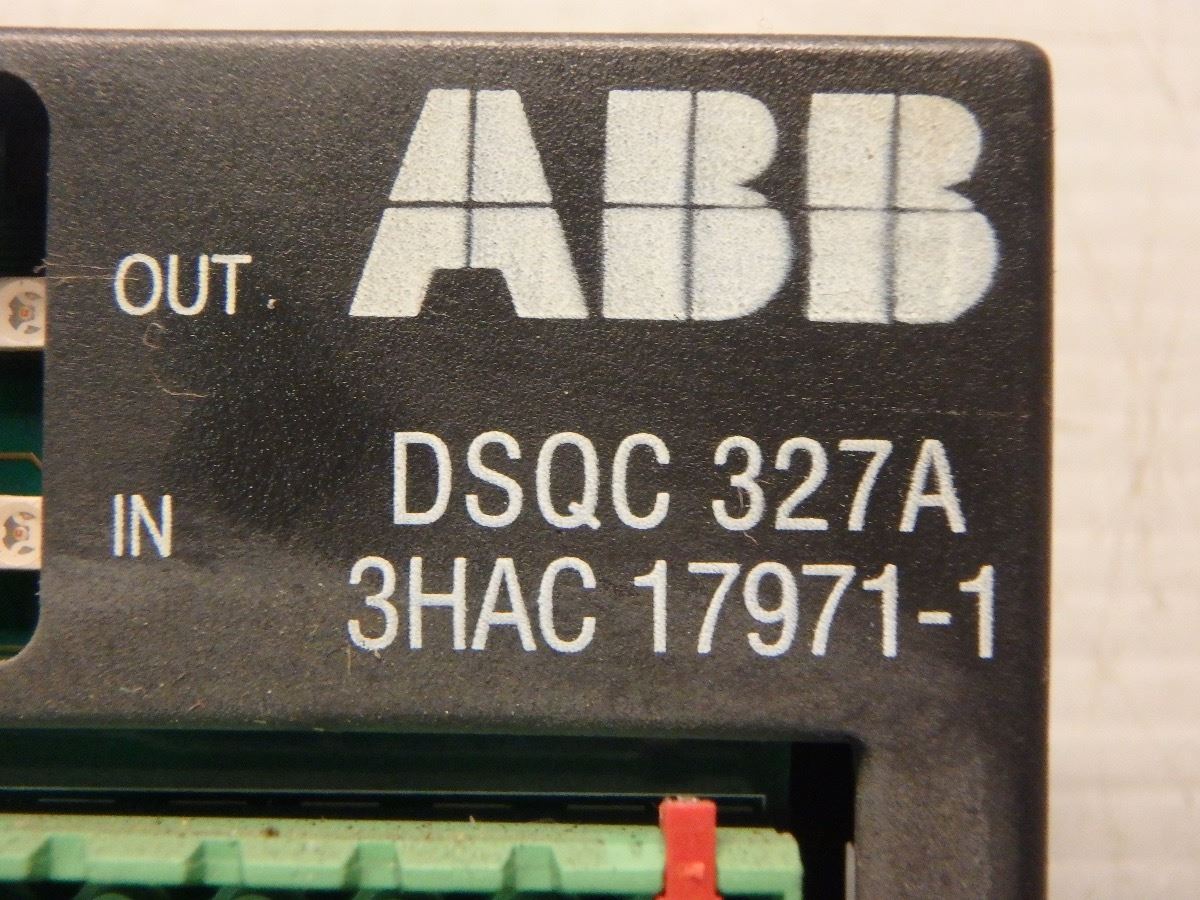 ABB
OUT
DSQC 327A
IN
3HAC 17971-1